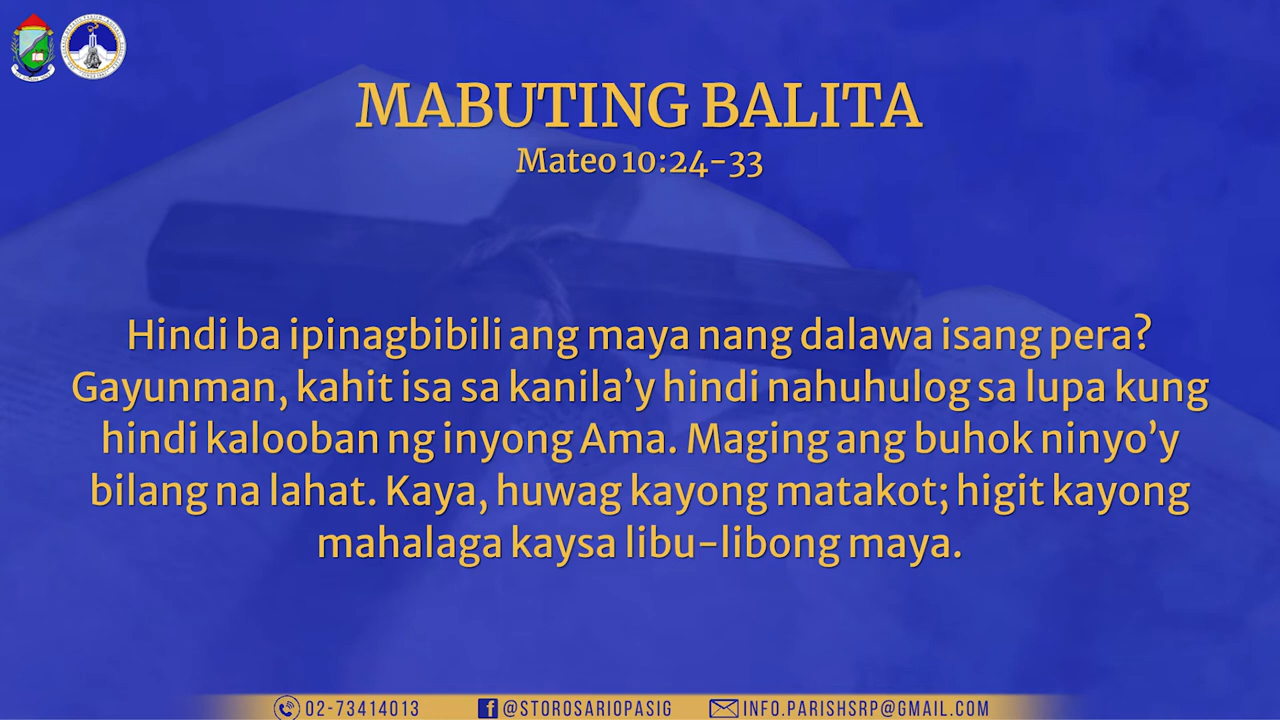 MABUTING BALITA
Mateo 10:24-33
Hindi ba ipinagbibili ang maya nang dalawa isang pera?
Gayunman, kahit isa sa kanila’y hindi nahuhulog sa lupa kung
hindi kalooban ng inyong Ama. Maging ang buhok ninyo’y
bilang na lahat. Kaya, huwag kayong matakot; higit kayong
mahalaga kaysa libu-libong maya.
02-73414013 @STOROSARIOPASIG INFO.PARISHSRP@GMAIL.COM